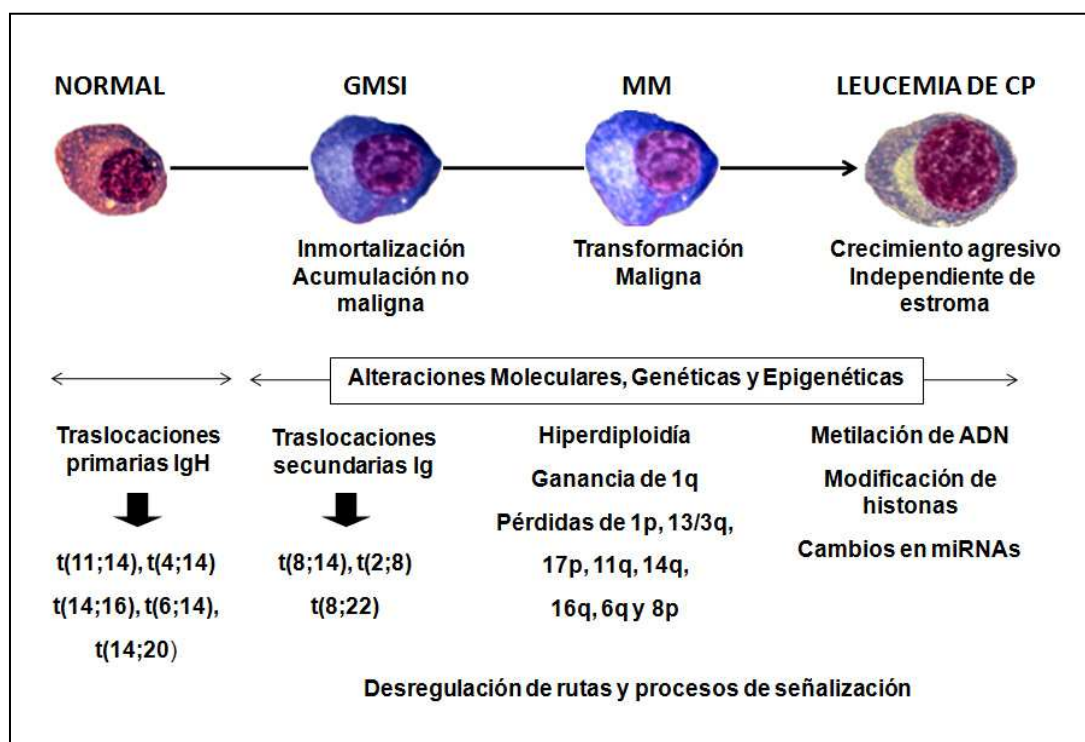 NORMAL
GMSI
MM
LEUCEMIA DE CP
Inmortalización
Acumulación no
maligna
Transformación
Maligna
Crecimiento agresivo
Independiente de
estroma
Alteraciones Moleculares, Genéticas y Epigenéticas
Traslocaciones
primarias IgH
t(11;14), t(4;14)
t(14;16), t(6;14),
t(14;20)
Traslocaciones
secundarias Ig
t(8;14), t(2;8)
t(8;22)
Hiperdiploidía
Ganancia de 1q
Pérdidas de 1p, 13/3q,
17p, 11q, 14q,
16q, 6q y 8p
Metilación de ADN
Modificación de
histonas
Cambios en miRNAs
Desregulación de rutas y procesos de señalización